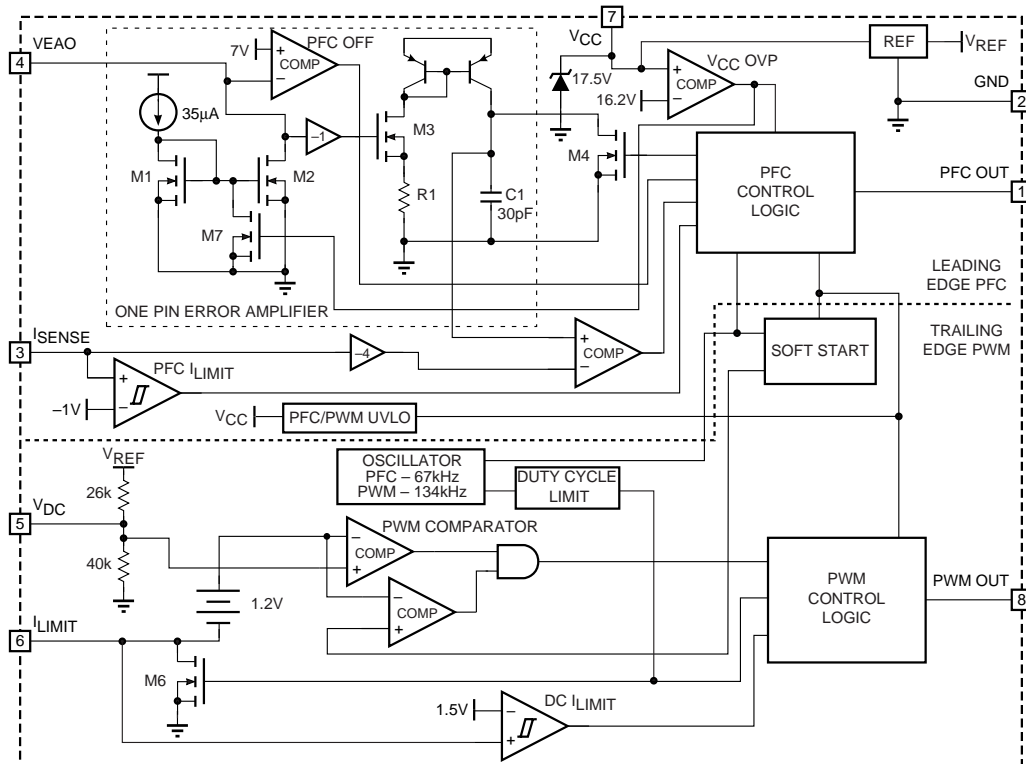 7
VCC
VEAO
4
7V
PFC OFF
COMP
35µA
–1
M1
M2
M3
M7
R1
C1
30pF
ONE PIN ERROR AMPLIFIER
17.5V
16.2V
VCC OVP
COMP
M4
REF
VREF
GND
2
PFC
CONTROL
LOGIC
PFC OUT
1
LEADING
EDGE PFC
TRAILING
EDGE PWM
ISENSE
3
–4
COMP
SOFT START
PFC ILIMIT
–1V
VCC
PFC/PWM UVLO
VREF
26k
VDC
5
40k
OSCILLATOR
PFC – 67kHz
PWM – 134kHz
DUTY CYCLE
LIMIT
PWM COMPARATOR
COMP
COMP
1.2V
PWM
CONTROL
LOGIC
PWM OUT
8
ILIMIT
6
M6
1.5V
DC ILIMIT